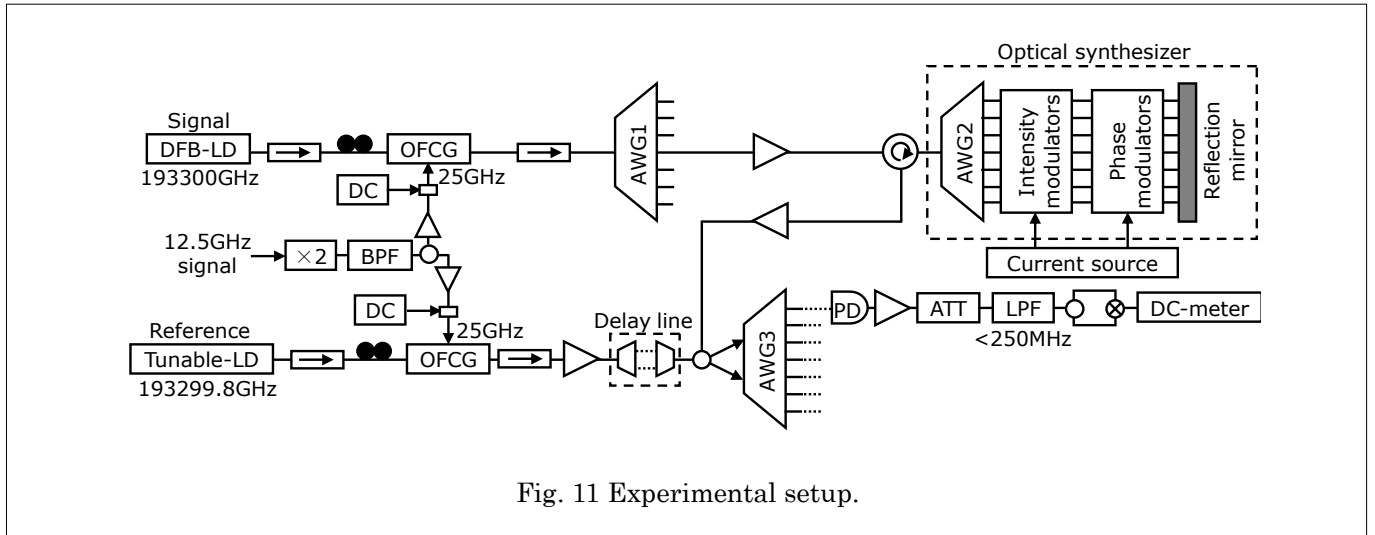 Optical synthesizer
Signal
DFB-LD
193300GHz
OFCG
25GHz
DC
AWG1
AWG2
Intensity
modulators
Phase
modulators
Reflection
mirror
Current source
12.5GHz
signal
×2
BPF
DC
25GHz
Reference
Tunable-LD
193299.8GHz
OFCG
Delay line
AWG3
PD
ATT
LPF
<250MHz
DC-meter
Fig. 11 Experimental setup.